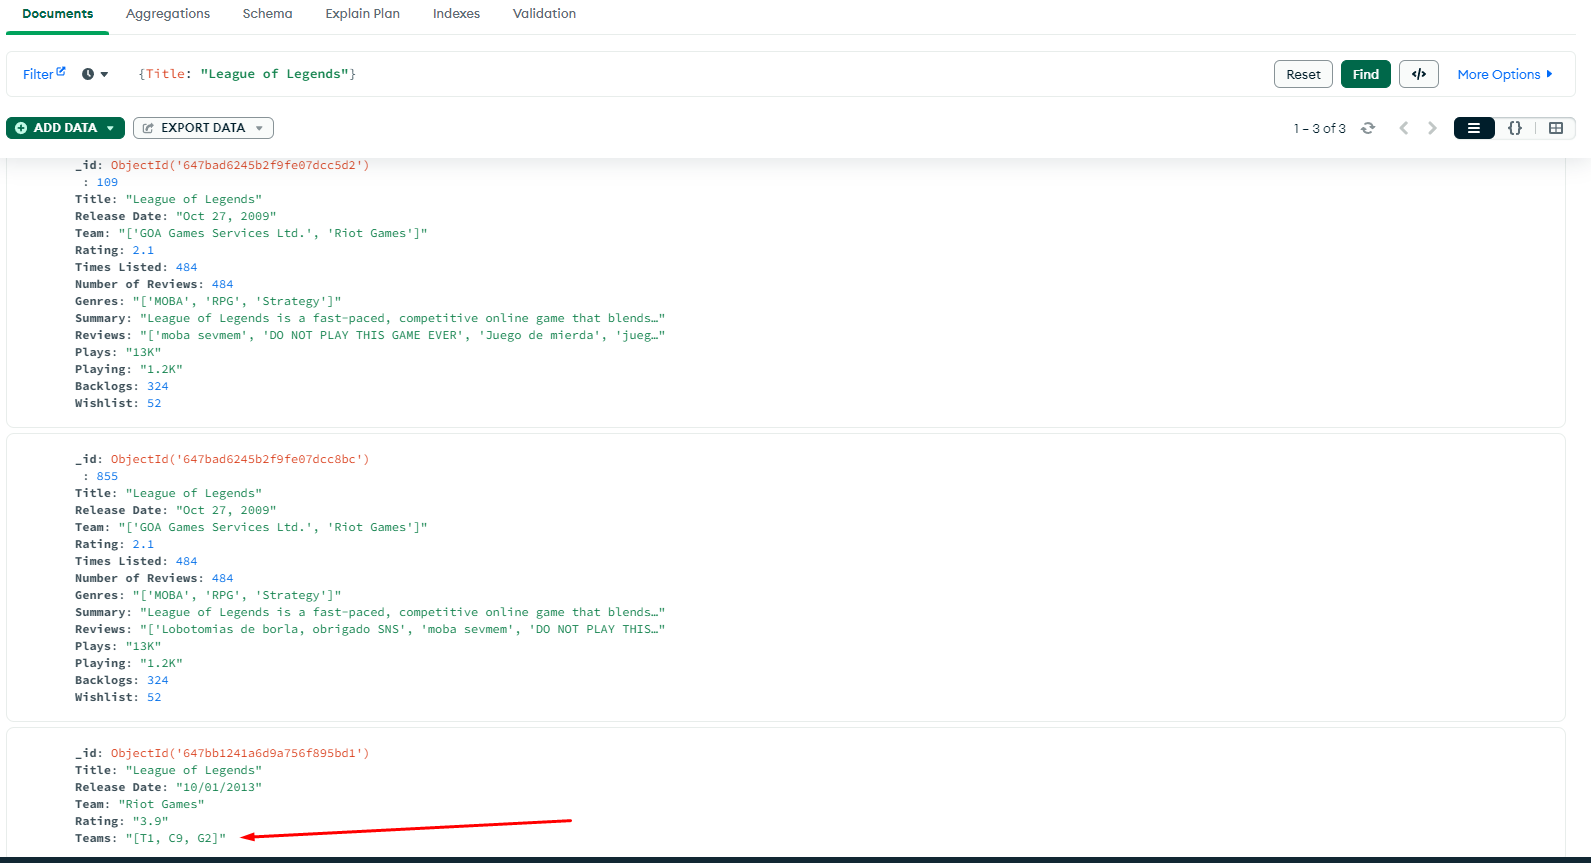 Documents Aggregations Schema Explain Plan Indexes Validation
Filter {Title: "League of Legends"} Reset Find </> More Options
ADD DATA EXPORT DATA 1 – 3 of 3 {}
_id: ObjectId('647bad6245b2f9fe07dcc5d2')
: 109
Title: "League of Legends"
Release Date: "Oct 27, 2009"
Team: "['GOA Games Services Ltd.', 'Riot Games']"
Rating: 2.1
Times Listed: 484
Number of Reviews: 484
Genres: "['MOBA', 'RPG', 'Strategy']"
Summary: "League of Legends is a fast-paced, competitive online game that blends…"
Reviews: "['moba sevmem', 'DO NOT PLAY THIS GAME EVER', 'Juego de mierda', 'jueg…"
Plays: "13K"
Playing: "1.2K"
Backlogs: 324
Wishlist: 52
_id: ObjectId('647bad6245b2f9fe07dcc8bc')
: 855
Title: "League of Legends"
Release Date: "Oct 27, 2009"
Team: "['GOA Games Services Ltd.', 'Riot Games']"
Rating: 2.1
Times Listed: 484
Number of Reviews: 484
Genres: "['MOBA', 'RPG', 'Strategy']"
Summary: "League of Legends is a fast-paced, competitive online game that blends…"
Reviews: "['Lobotomias de borla, obrigado SNS', 'moba sevmem', 'DO NOT PLAY THIS…"
Plays: "13K"
Playing: "1.2K"
Backlogs: 324
Wishlist: 52
_id: ObjectId('647bb1241a6d9a756f895bd1')
Title: "League of Legends"
Release Date: "10/01/2013"
Team: "Riot Games"
Rating: "3.9"
Teams: "[T1, C9, G2]"